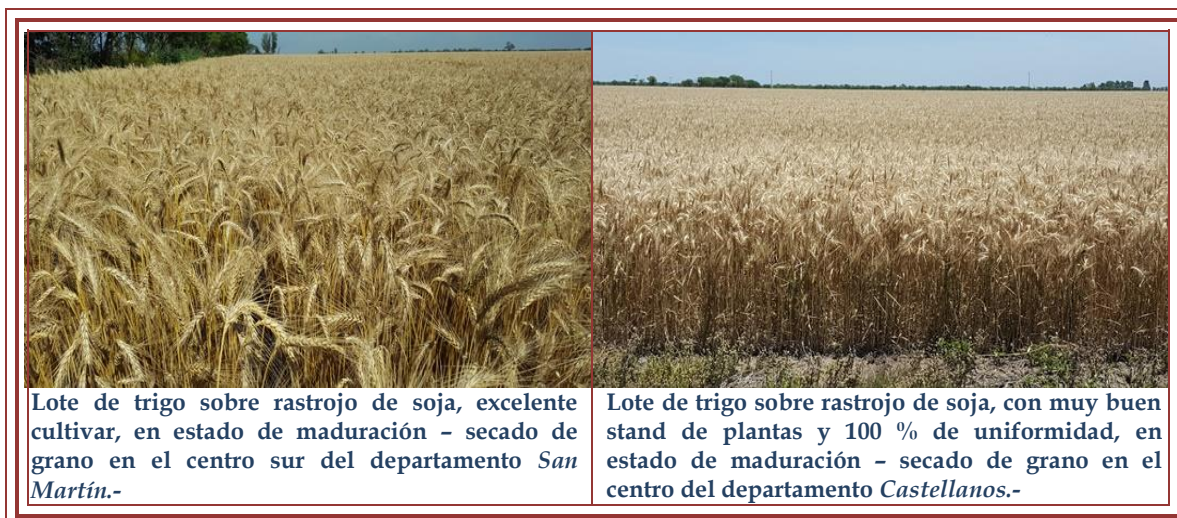 Lote de trigo sobre rastrojo de soja, excelente
cultivar, en estado de maduración – secado de
grano en el centro sur del departamento San
Martín.-
Lote de trigo sobre rastrojo de soja, con muy buen
stand de plantas y 100 % de uniformidad, en
estado de maduración – secado de grano en el
centro del departamento Castellanos.-